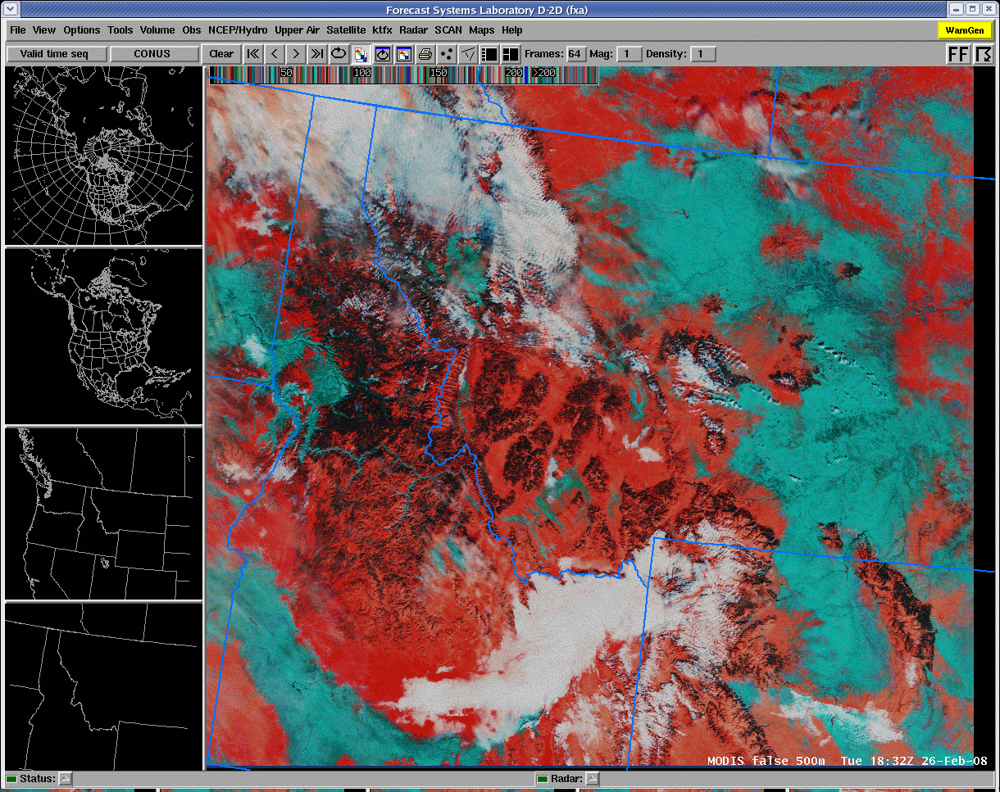 Forecast Systems Laboratory D-2D (fxa)
File View Options Tools Volume Obs NCEP/Hydro Upper Air Satellite Ktfx Radar SCAN Maps Help WarnGen
Valid time seq CONUS Clear Frames: 64 Mag: 1 Density: 1 FF
50 100 150 200 >200
MODIS false 500m Tue 18:32Z 26-Feb-08
Status: Radar: